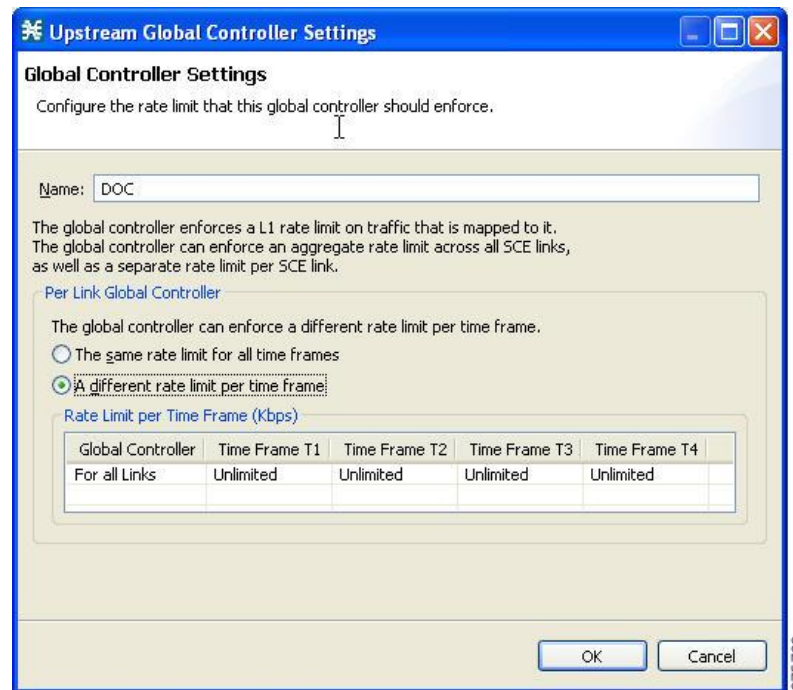 Upstream Global Controller Settings
Global Controller Settings
Configure the rate limit that this global controller should enforce.
Name: DOC
The global controller enforces a L1 rate limit on traffic that is mapped to it.
The global controller can enforce an aggregate rate limit across all SCE links,
as well as a separate rate limit per SCE link.
Per Link Global Controller
The global controller can enforce a different rate limit per time frame.
The same rate limit for all time frames
A different rate limit per time frame
Rate Limit per Time Frame (Kbps)
Global Controller Time Frame T1 Time Frame T2 Time Frame T3 Time Frame T4
For all Links Unlimited Unlimited Unlimited Unlimited
OK Cancel